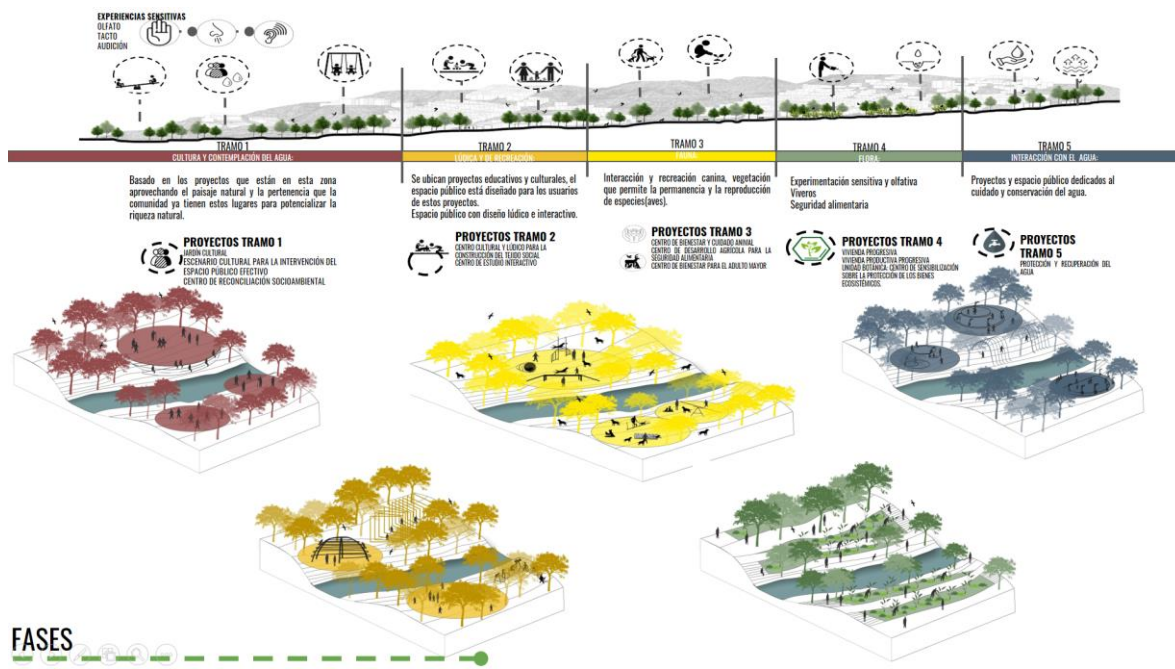 EXPERIENCIAS SENSITIVAS
OLFATO
TACTO
AUDICIÓN
TRAMO 1
CULTURA Y CONTEMPLACIÓN DEL AGUA:
Basado en los proyectos que están en esta zona
aprovechando el paisaje natural y la pertenencia que la
comunidad ya tienen estos lugares para potencializar la
riqueza natural.
PROYECTOS TRAMO 1
JARDÍN CULTURAL
ESCENARIO CULTURAL PARA LA INTERVENCIÓN DEL
ESPACIO PÚBLICO EFECTIVO
CENTRO DE RECONCILIACIÓN SOCIOAMBIENTAL
TRAMO 2
LÚDICA Y DE RECREACIÓN:
Se ubican proyectos educativos y culturales, el
espacio público está diseñado para los usuarios
de estos proyectos.
Espacio público con diseño lúdico e interactivo.
PROYECTOS TRAMO 2
CENTRO CULTURAL Y LÚDICO PARA LA
CONSTRUCCIÓN DEL TEJIDO SOCIAL
CENTRO DE ESTUDIO INTERACTIVO
TRAMO 3
FAUNA:
Interacción y recreación canina, vegetación
que permite la permanencia y la reproducción
de especies(aves).
PROYECTOS TRAMO 3
CENTRO DE BIENESTAR Y CUIDADO ANIMAL
CENTRO DE DESARROLLO AGRÍCOLA PARA LA
SEGURIDAD ALIMENTARIA
CENTRO DE BIENESTAR PARA EL ADULTO MAYOR
TRAMO 4
FLORA:
Experimentación sensitiva y olfativa
Viveros
Seguridad alimentaria
PROYECTOS TRAMO 4
VIVIENDA PROGRESIVA
VIVIENDA PRODUCTIVA PROGRESIVA
UNIDAD BOTÁNICA: CENTRO DE SENSIBILIZACIÓN
SOBRE LA PROTECCIÓN DE LOS BIENES
ECOSISTÉMICOS.
TRAMO 5
INTERACCIÓN CON EL AGUA:
Proyectos y espacio público dedicados al
cuidado y conservación del agua.
PROYECTOS
TRAMO 5
PROTECCIÓN Y RECUPERACIÓN DEL
AGUA
FASES